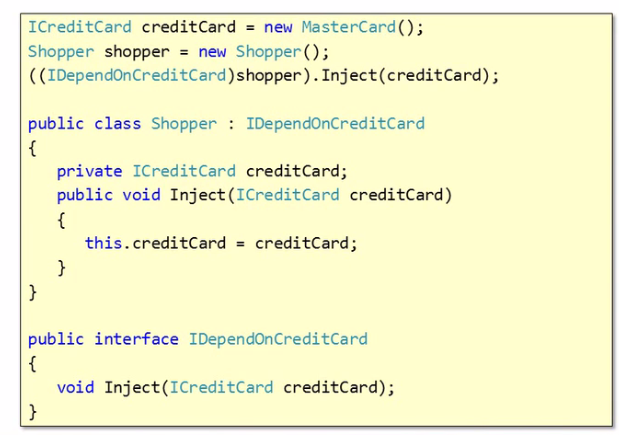 ICreditCard creditCard = new MasterCard();
Shopper shopper = new Shopper();
((IDependOnCreditCard)shopper).Inject(creditCard);
public class Shopper : IDependOnCreditCard
{
private ICreditCard creditCard;
public void Inject(ICreditCard creditCard)
{
this.creditCard = creditCard;
}
}
public interface IDependOnCreditCard
{
void Inject(ICreditCard creditCard);
}